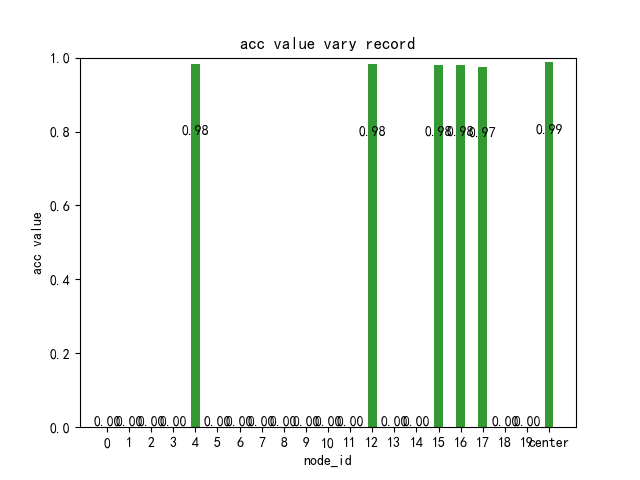 acc value vary record
acc value
1.0
0.8
0.6
0.4
0.2
0.0
0.98 0.98 0.98 0.98 0.97 0.99
0.00 0.00 0.00 0.00 0.00 0.00 0.00 0.00 0.00 0.00 0.00 0.00 0.00 0.00 0.00
0 1 2 3 4 5 6 7 8 9 10 11 12 13 14 15 16 17 18 19 center
node_id